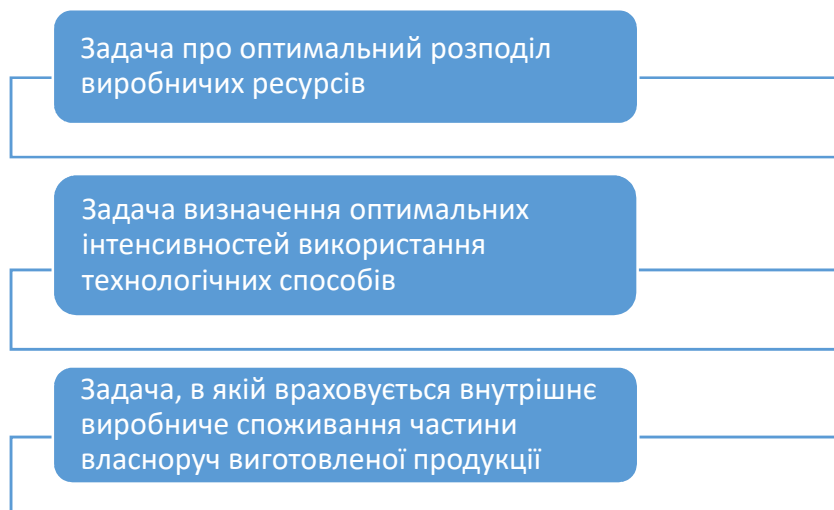 Задача про оптимальний розподіл
виробничих ресурсів
Задача визначення оптимальних
інтенсивностей використання
технологічних способів
Задача, в якій враховується внутрішнє
виробниче споживання частини
власноруч виготовленої продукції